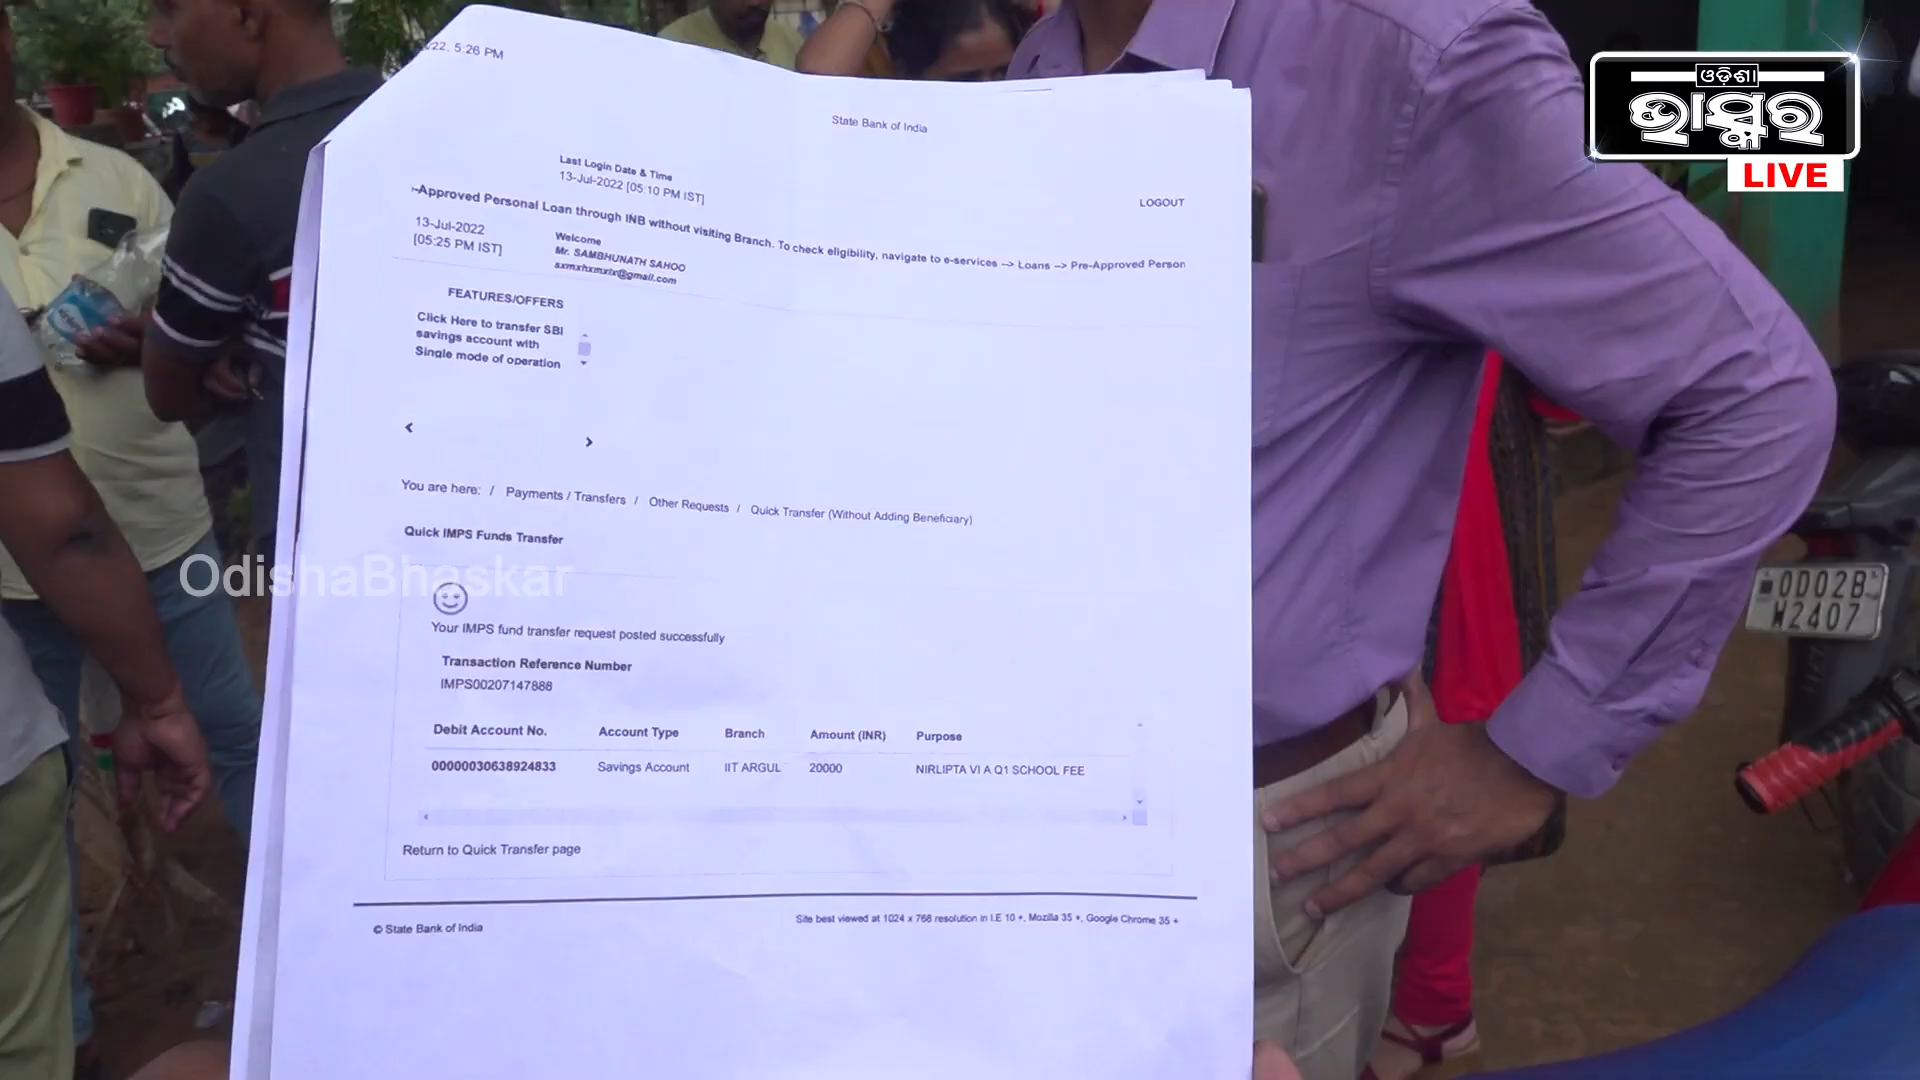 22, 5:26 PM
State Bank of India
Last Login Date & Time
13-Jul-2022 [05:10 PM IST]
LOGOUT
-Approved Personal Loan through INB without visiting Branch. To check eligibility, navigate to e-services --> Loans --> Pre-Approved Person
13-Jul-2022
[05:25 PM IST]
Welcome
Mr. SAMBHUNATH SAHOO
sxmxhxmxtx@gmail.com
FEATURES/OFFERS
Click Here to transfer SBI
savings account with
Single mode of operation
You are here: / Payments / Transfers / Other Requests / Quick Transfer (Without Adding Beneficiary)
Quick IMPS Funds Transfer
Your IMPS fund transfer request posted successfully
Transaction Reference Number
IMPS00207147888
Debit Account No. Account Type Branch Amount (INR) Purpose
00000030638924833 Savings Account IIT ARGUL 20000 NIRLIPTA VI A Q1 SCHOOL FEE
Return to Quick Transfer page
© State Bank of India
Site best viewed at 1024 x 768 resolution in I.E 10 +, Mozilla 35 +, Google Chrome 35 +
OdishaBhaskar
ଓଡ଼ିଶା
ଭାସ୍କର
LIVE
OD02B
W2407